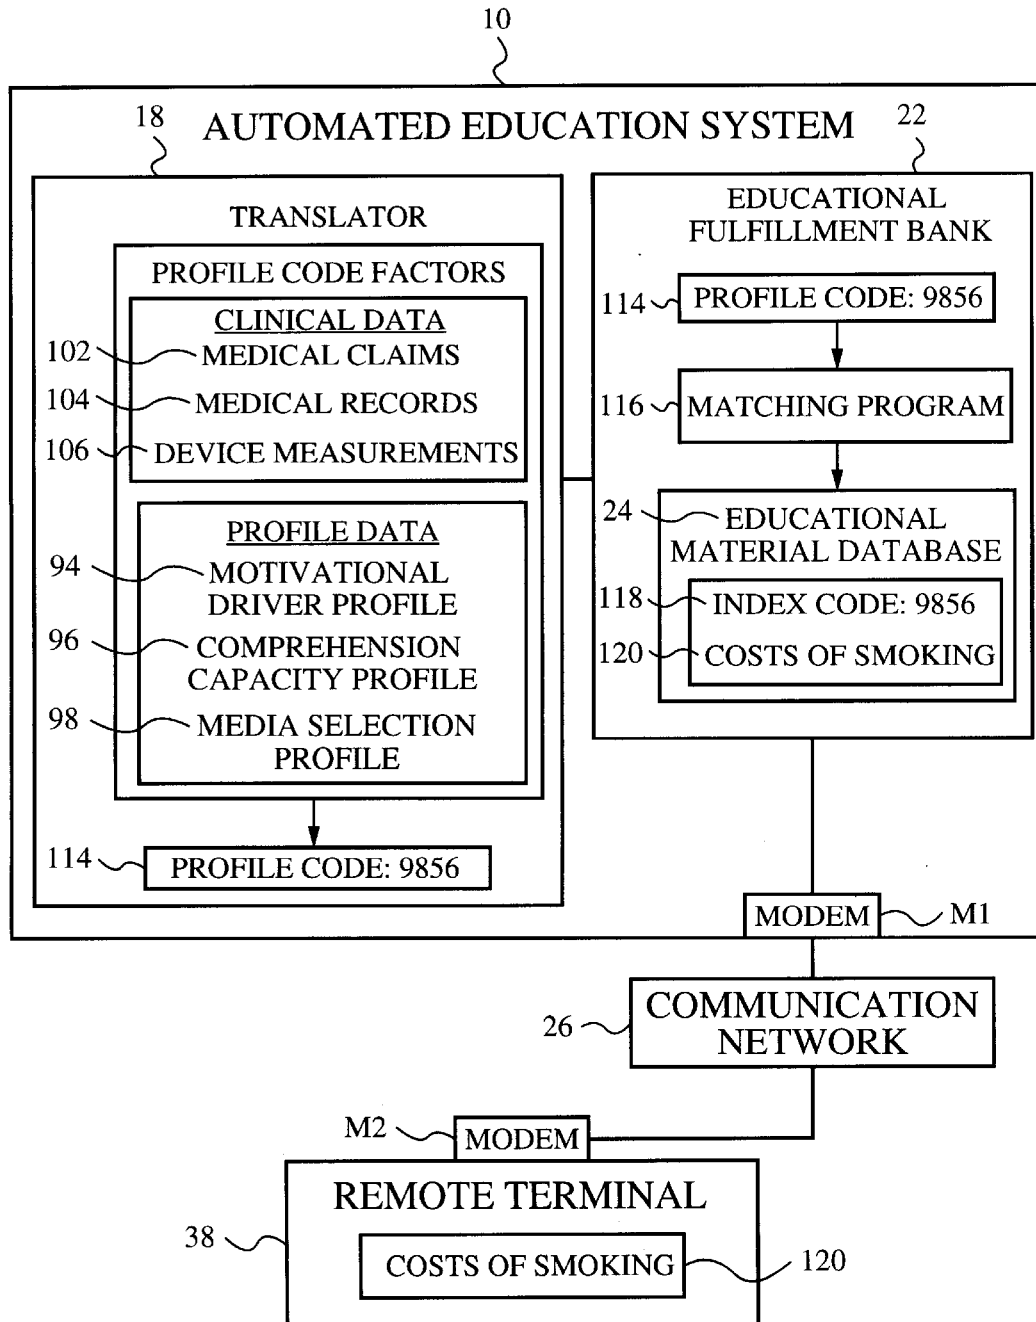 10
AUTOMATED EDUCATION SYSTEM
18
22
TRANSLATOR
PROFILE CODE FACTORS
CLINICAL DATA
102 MEDICAL CLAIMS
104 MEDICAL RECORDS
106 DEVICE MEASUREMENTS
PROFILE DATA
94 MOTIVATIONAL
DRIVER PROFILE
96 COMPREHENSION
CAPACITY PROFILE
98 MEDIA SELECTION
PROFILE
114 PROFILE CODE: 9856
EDUCATIONAL
FULFILLMENT BANK
114 PROFILE CODE: 9856
116 MATCHING PROGRAM
24 EDUCATIONAL
MATERIAL DATABASE
118 INDEX CODE: 9856
120 COSTS OF SMOKING
MODEM M1
26 COMMUNICATION
NETWORK
M2 MODEM
REMOTE TERMINAL
38
COSTS OF SMOKING 120